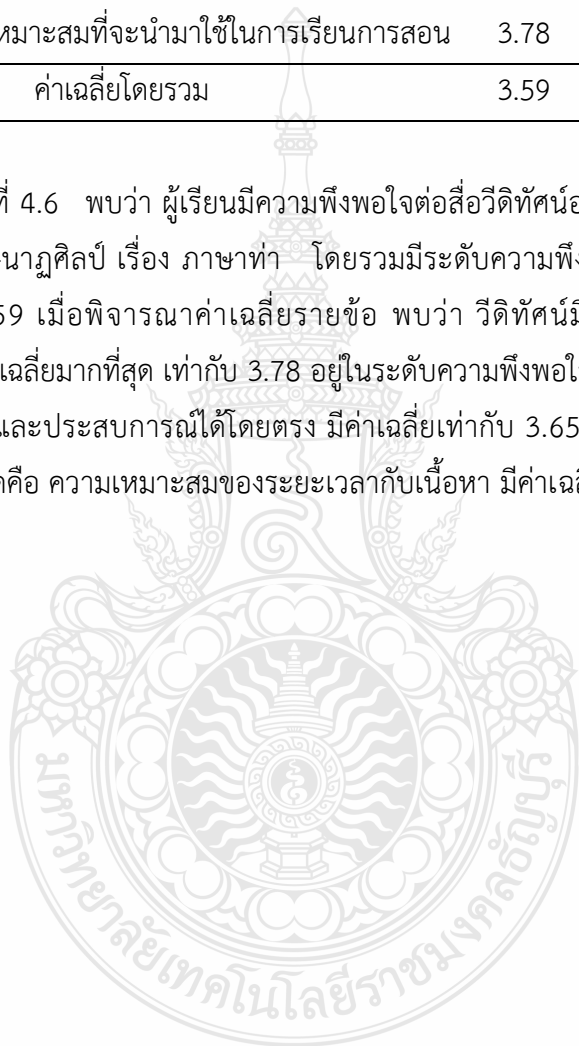 หมาะสมที่จะนำมาใช้ในการเรียนการสอน 3.78
ค่าเฉลี่ยโดยรวม 3.59
ที่ 4.6 พบว่า ผู้เรียนมีความพึงพอใจต่อสื่อวีดิทัศน์อ
นาฏศิลป์ เรื่อง ภาษาท่า โดยรวมมีระดับความพึง
59 เมื่อพิจารณาค่าเฉลี่ยรายข้อ พบว่า วีดิทัศน์มี
เฉลี่ยมากที่สุด เท่ากับ 3.78 อยู่ในระดับความพึงพอใ
และประสบการณ์ได้โดยตรง มีค่าเฉลี่ยเท่ากับ 3.65
คือ ความเหมาะสมของระยะเวลากับเนื้อหา มีค่าเฉลี
มหาวิทยาลัยเทคโนโลยีราชมงคลธัญบุรี